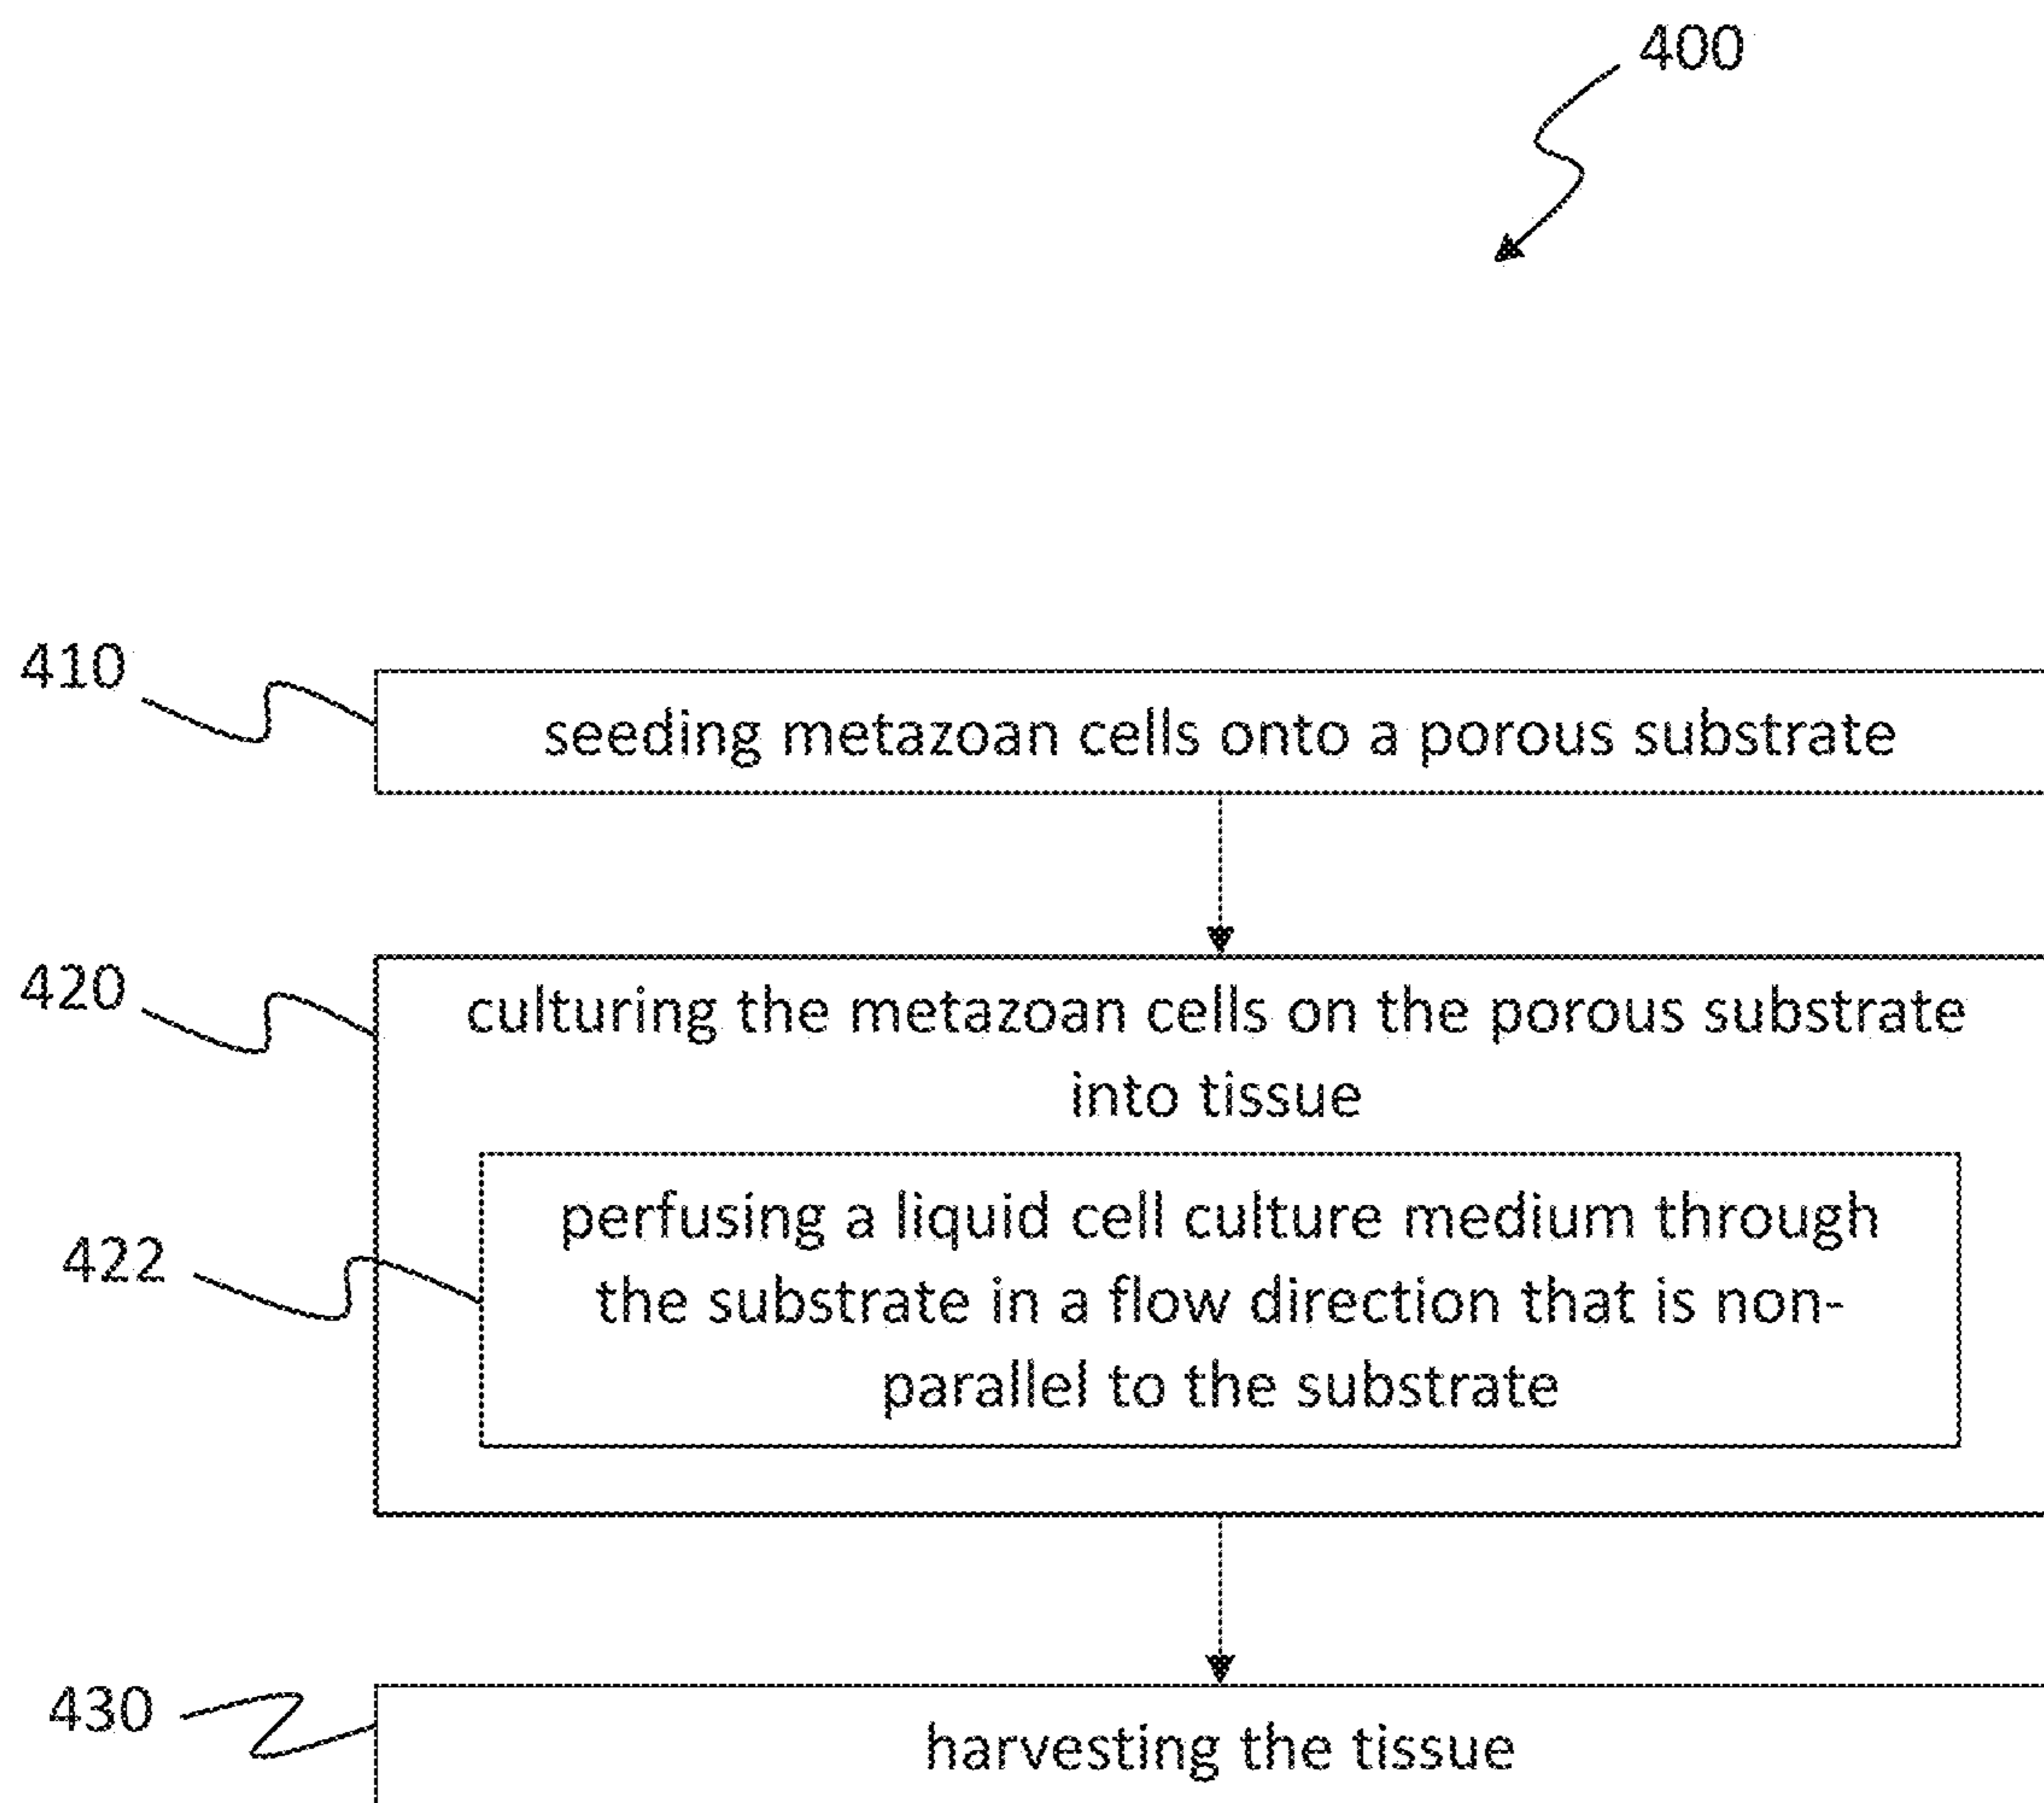 400
410
seeding metazoan cells onto a porous substrate
420
culturing the metazoan cells on the porous substrate
into tissue
422
perfusing a liquid cell culture medium through
the substrate in a flow direction that is non-
parallel to the substrate
430
harvesting the tissue